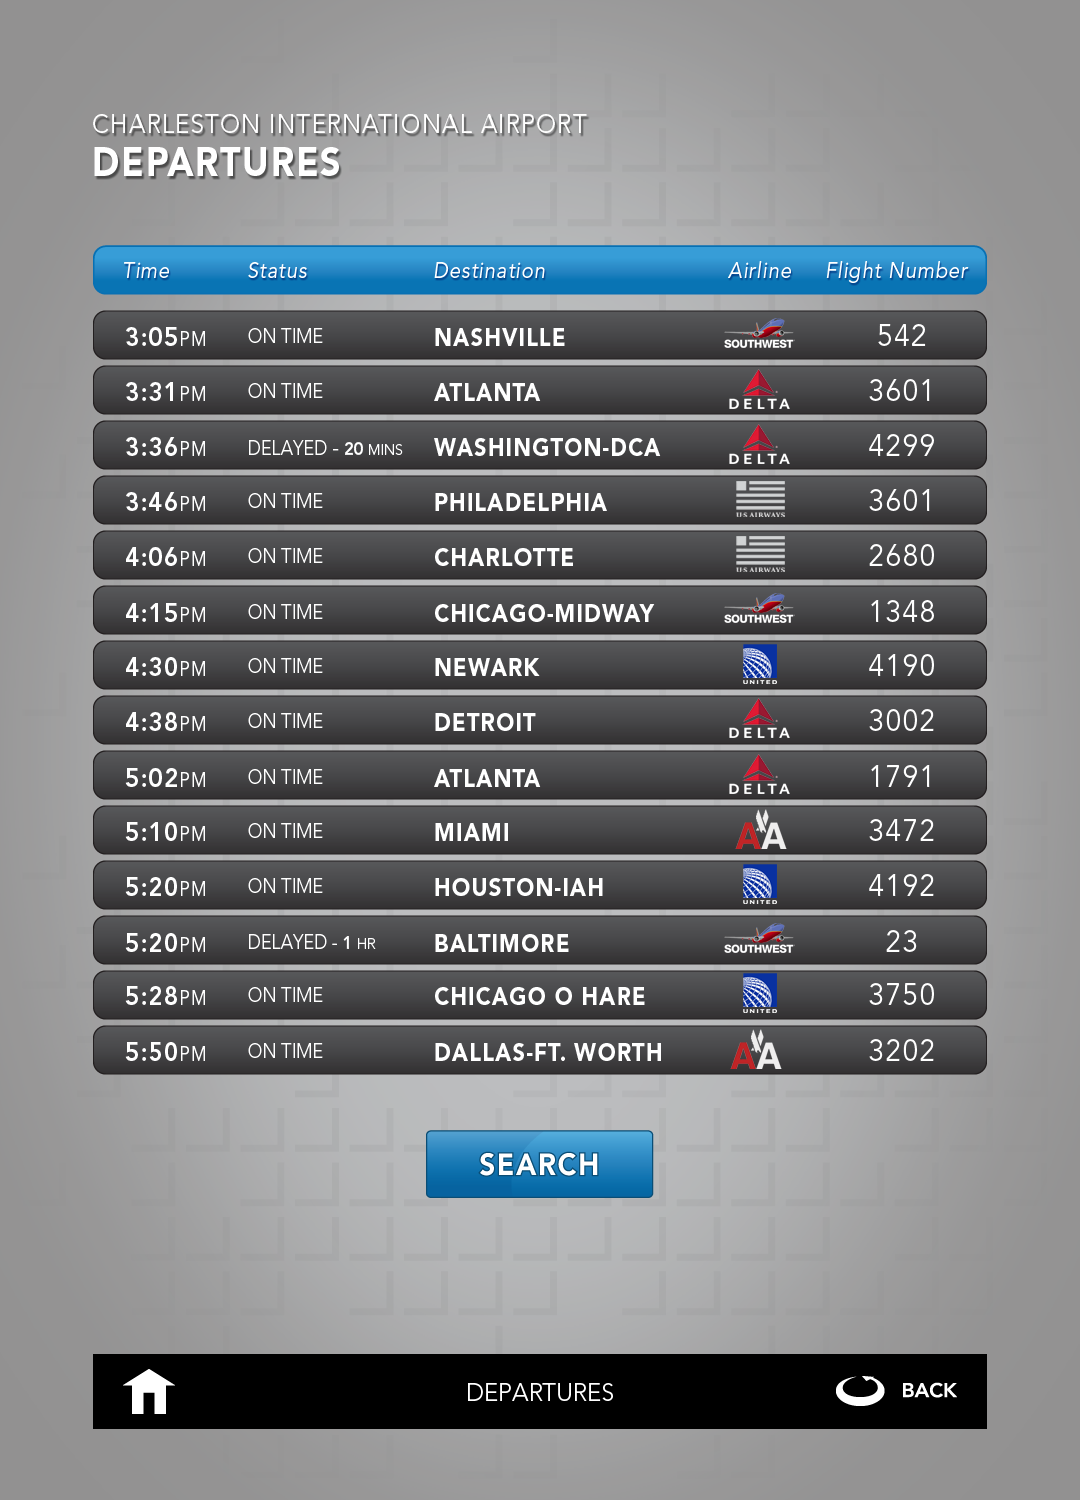 CHARLESTON INTERNATIONAL AIRPORT
DEPARTURES
Time Status Destination Airline Flight Number
3:05PM ON TIME NASHVILLE SOUTHWEST 542
3:31PM ON TIME ATLANTA DELTA 3601
3:36PM DELAYED - 20 MINS WASHINGTON-DCA DELTA 4299
3:46PM ON TIME PHILADELPHIA US AIRWAYS 3601
4:06PM ON TIME CHARLOTTE US AIRWAYS 2680
4:15PM ON TIME CHICAGO-MIDWAY SOUTHWEST 1348
4:30PM ON TIME NEWARK UNITED 4190
4:38PM ON TIME DETROIT DELTA 3002
5:02PM ON TIME ATLANTA DELTA 1791
5:10PM ON TIME MIAMI AA 3472
5:20PM ON TIME HOUSTON-IAH UNITED 4192
5:20PM DELAYED - 1 HR BALTIMORE SOUTHWEST 23
5:28PM ON TIME CHICAGO O HARE UNITED 3750
5:50PM ON TIME DALLAS-FT. WORTH AA 3202
SEARCH
DEPARTURES BACK